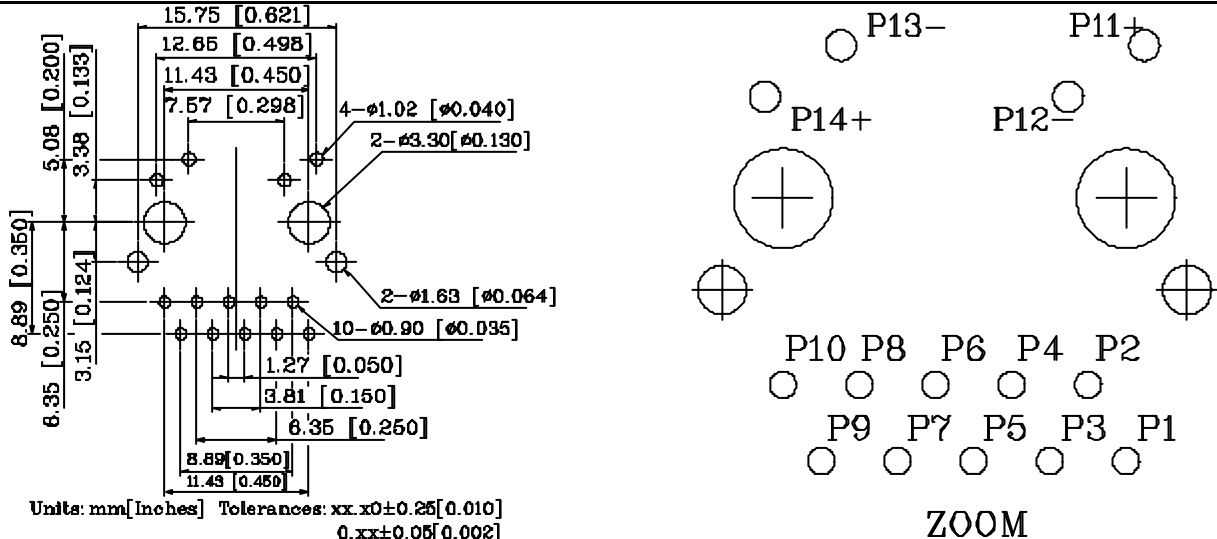 15.75 [0.621]
12.65 [0.498]
11.43 [0.450]
7.57 [0.298]
5.08 [0.200]
3.38 [0.133]
4-ø1.02 [ø0.040]
2-ø3.30[ø0.130]
8.89 [0.350]
6.35 [0.250]
3.15 [0.124]
2-ø1.63 [ø0.064]
10-ø0.90 [ø0.035]
1.27 [0.050]
3.81 [0.150]
6.35 [0.250]
8.89[0.350]
11.43 [0.450]
Units: mm[Inches] Tolerances: xx.x0±0.25[0.010]
0.xx±0.05[0.002]
P13-
P11+
P14+
P12-
P10 P8 P6 P4 P2
P9 P7 P5 P3 P1
ZOOM